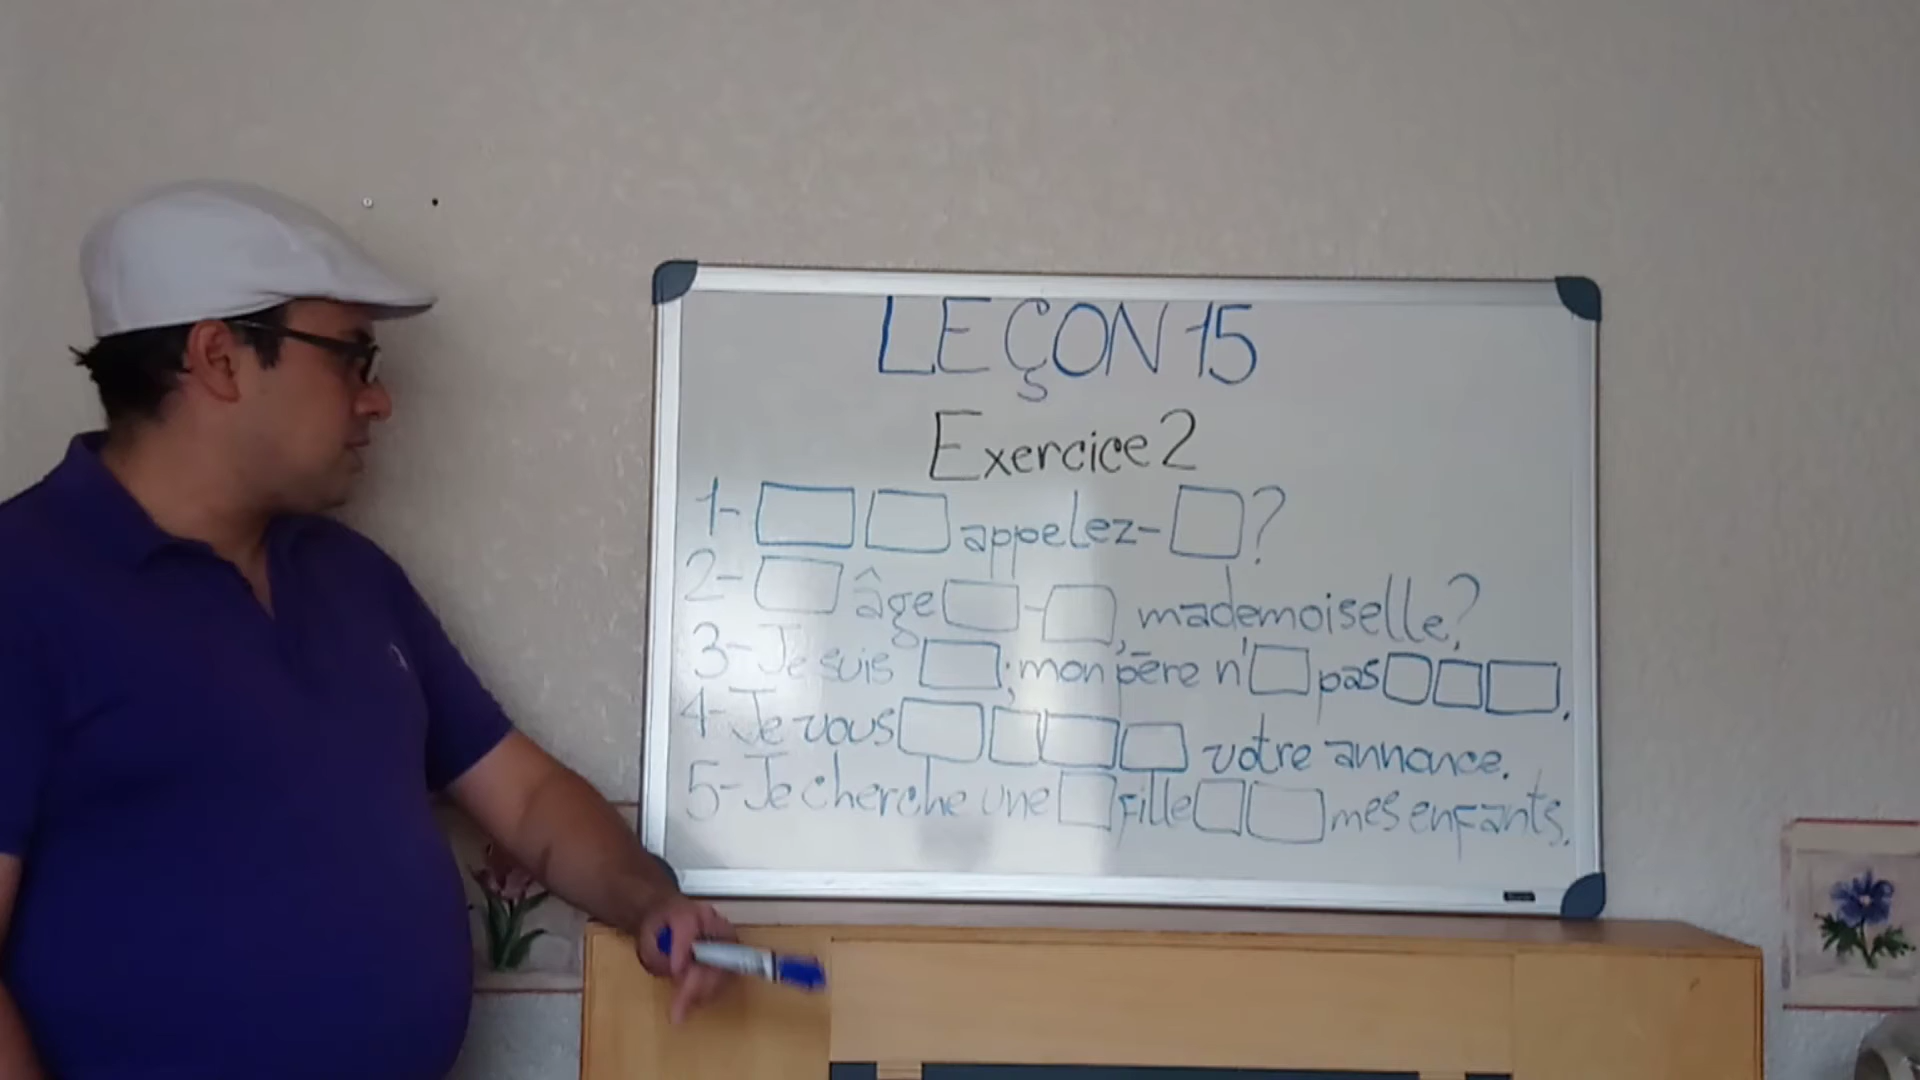 LEÇON 15
Exercice 2
1- appelez- ?
2- âge - , mademoiselle?
3- Je suis ; mon père n' pas .
4- Je vous votre annonce.
5- Je cherche une fille mes enfants.